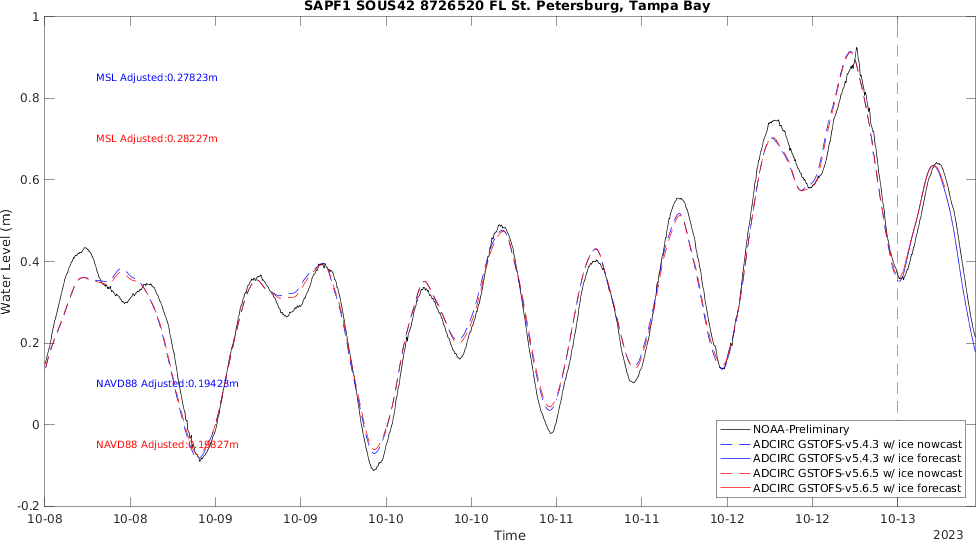 SAPF1 SOUS42 8726520 FL St. Petersburg, Tampa Bay
1
0.8
0.6
0.4
0.2
0
-0.2
Water Level (m)
MSL Adjusted:0.27823m
MSL Adjusted:0.28227m
NAVD88 Adjusted:0.19423m
NAVD88 Adjusted:0.19827m
NOAA-Preliminary
ADCIRC GSTOFS-v5.4.3 w/ ice nowcast
ADCIRC GSTOFS-v5.4.3 w/ ice forecast
ADCIRC GSTOFS-v5.6.5 w/ ice nowcast
ADCIRC GSTOFS-v5.6.5 w/ ice forecast
10-08 10-08 10-09 10-09 10-10 10-10 10-11 10-11 10-12 10-12 10-13
Time
2023